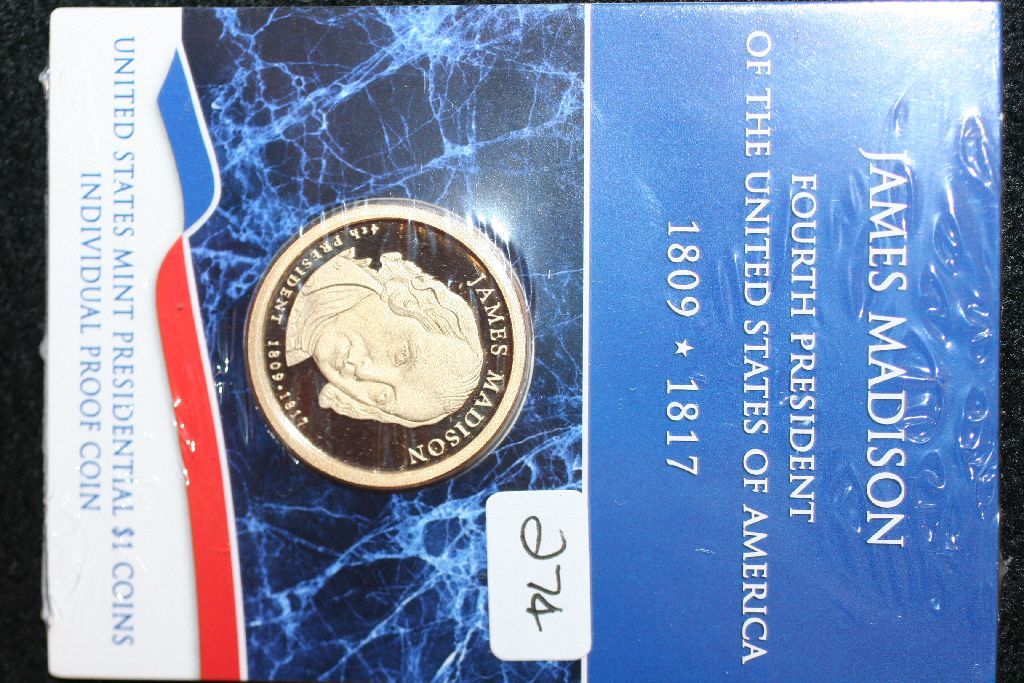 JAMES MADISON
FOURTH PRESIDENT
OF THE UNITED STATES OF AMERICA
1809 ★ 1817
274
JAMES MADISON
4th PRESIDENT 1809·1817
UNITED STATES MINT PRESIDENTIAL $1 COINS
INDIVIDUAL PROOF COIN